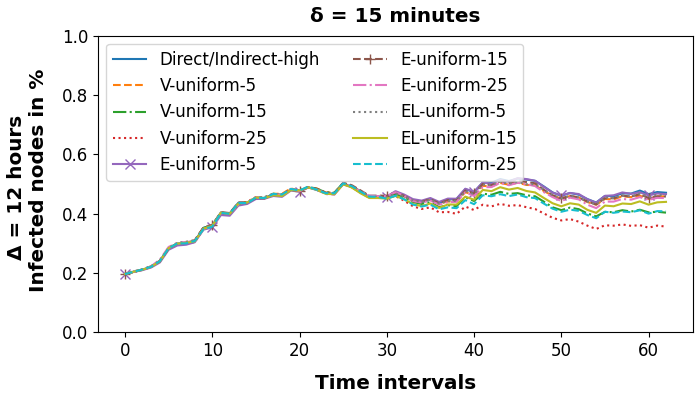 δ = 15 minutes
Δ = 12 hours
Infected nodes in %
1.0
0.8
0.6
0.4
0.2
0.0
Direct/Indirect-high
V-uniform-5
V-uniform-15
V-uniform-25
E-uniform-5
E-uniform-15
E-uniform-25
EL-uniform-5
EL-uniform-15
EL-uniform-25
0 10 20 30 40 50 60
Time intervals